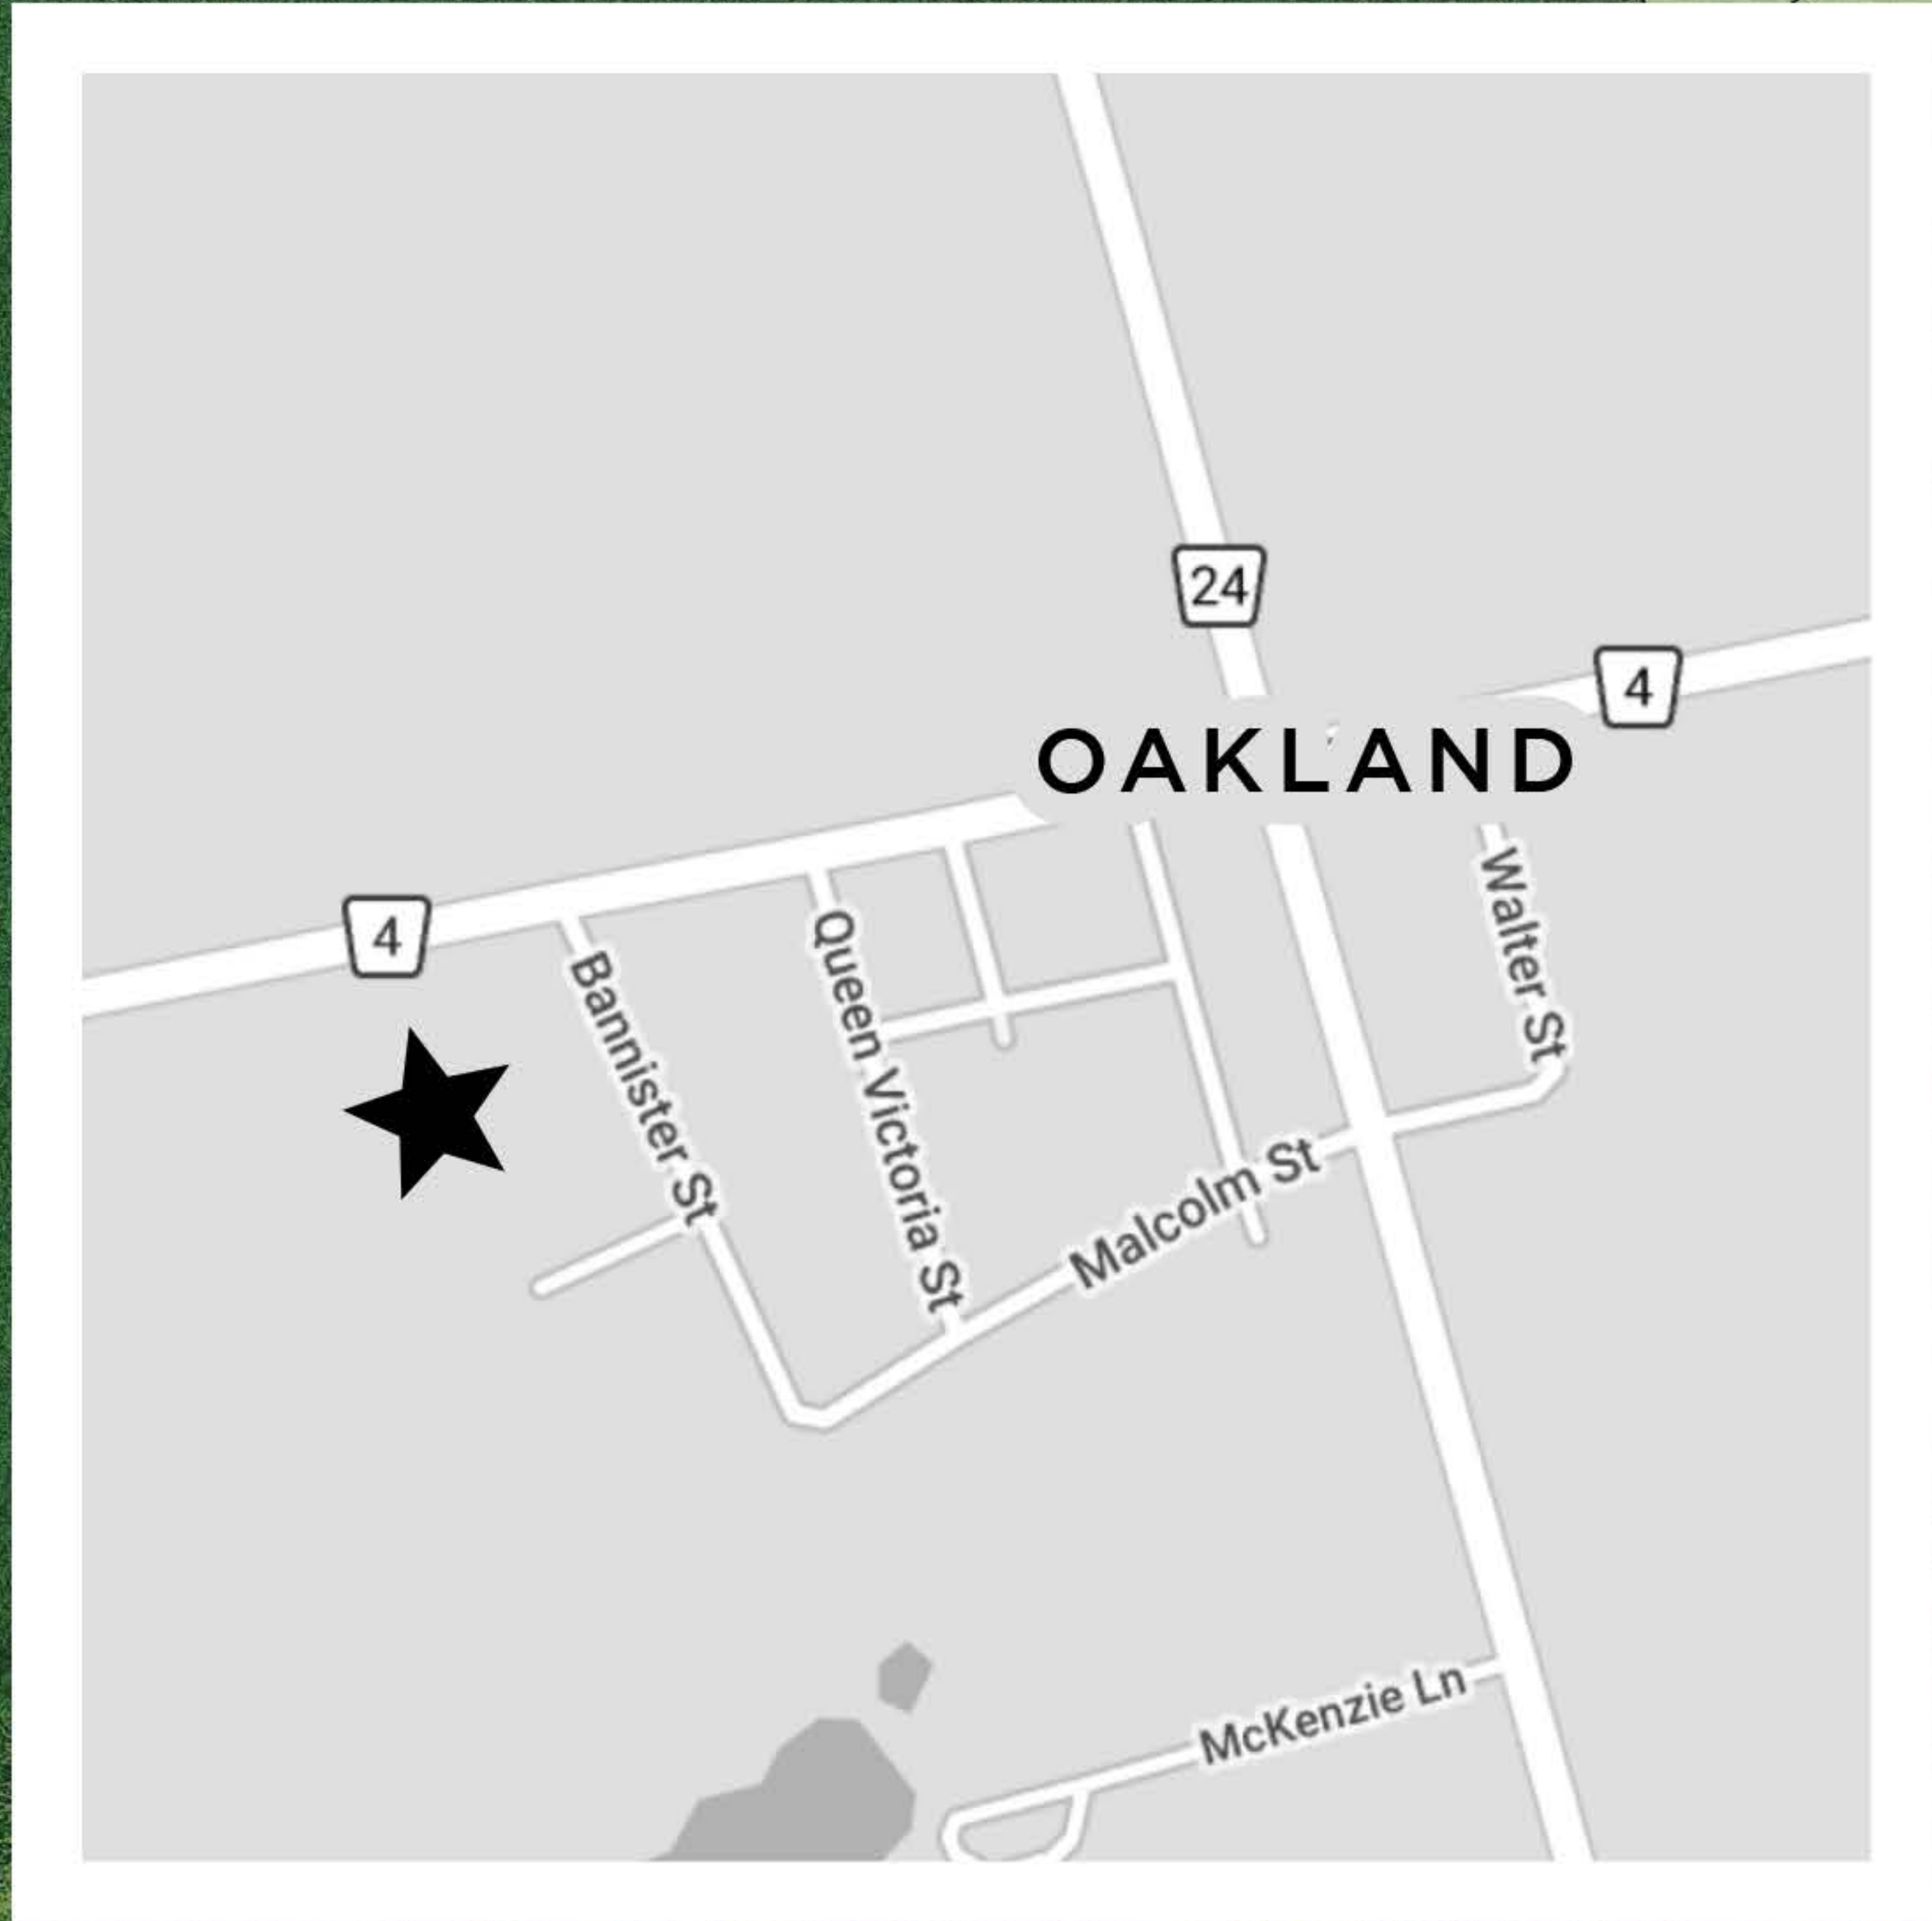 24
4
OAKLAND
4
Walter St
Queen Victoria St
Bannister St
Malcolm St
McKenzie Ln